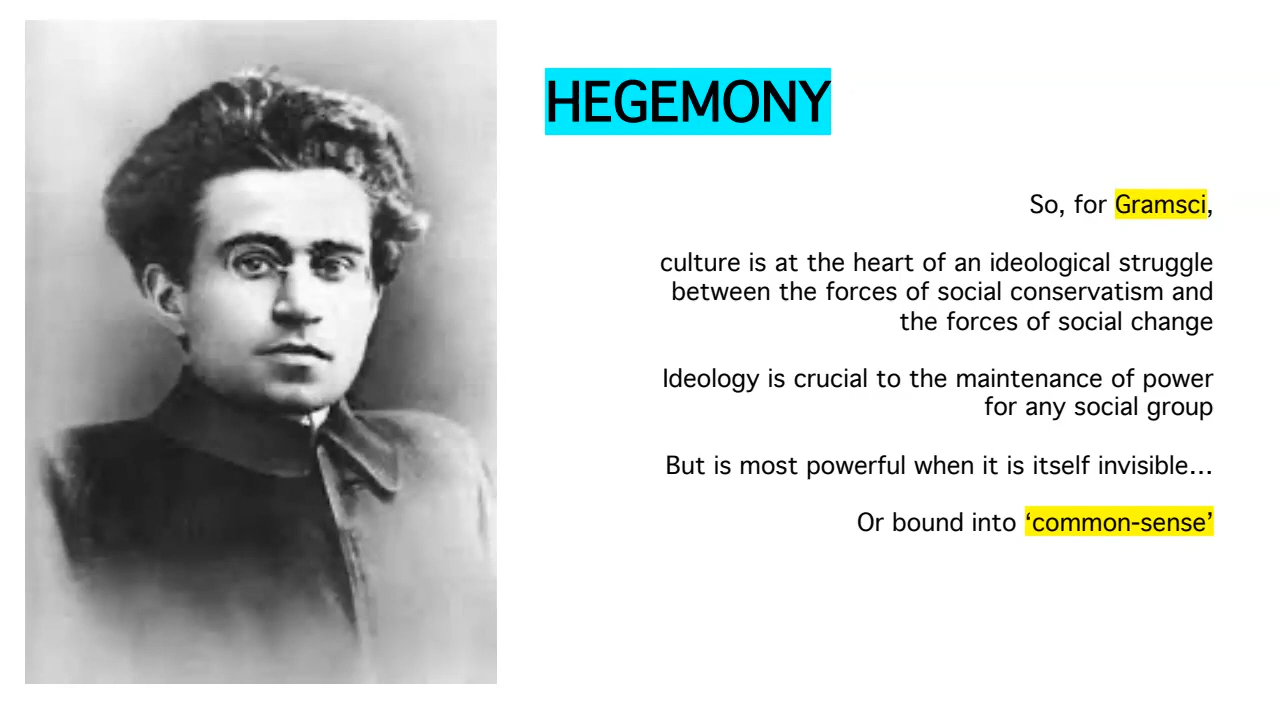 HEGEMONY
So, for Gramsci,
culture is at the heart of an ideological struggle
between the forces of social conservatism and
the forces of social change
Ideology is crucial to the maintenance of power
for any social group
But is most powerful when it is itself invisible…
Or bound into ‘common-sense’